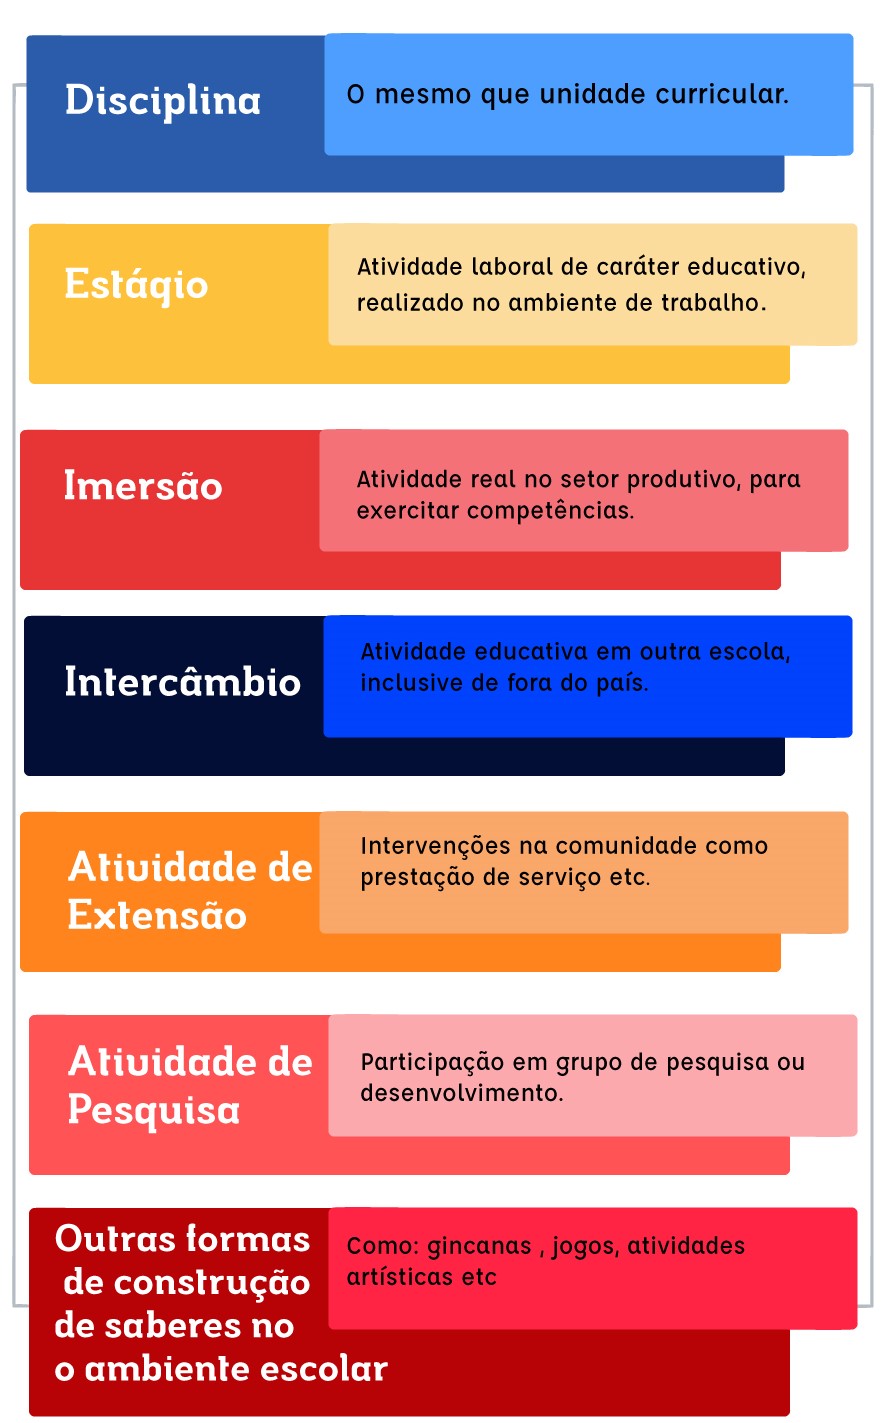 Disciplina
O mesmo que unidade curricular.
Estágio
Atividade laboral de caráter educativo,
realizado no ambiente de trabalho.
Imersão
Atividade real no setor produtivo, para
exercitar competências.
Intercâmbio
Atividade educativa em outra escola,
inclusive de fora do país.
Atividade de
Extensão
Intervenções na comunidade como
prestação de serviço etc.
Atividade de
Pesquisa
Participação em grupo de pesquisa ou
desenvolvimento.
Outras formas
de construção
de saberes no
o ambiente escolar
Como: gincanas , jogos, atividades
artísticas etc